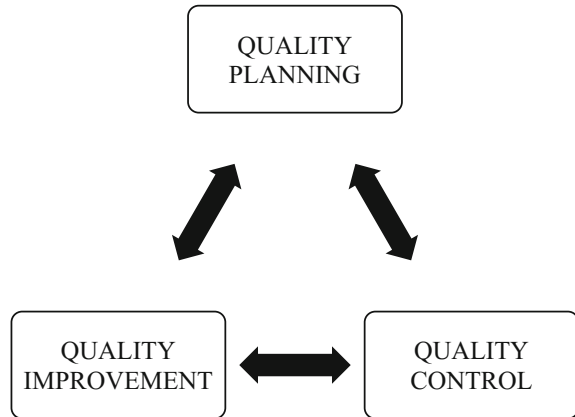 QUALITY
PLANNING
QUALITY
IMPROVEMENT
QUALITY
CONTROL